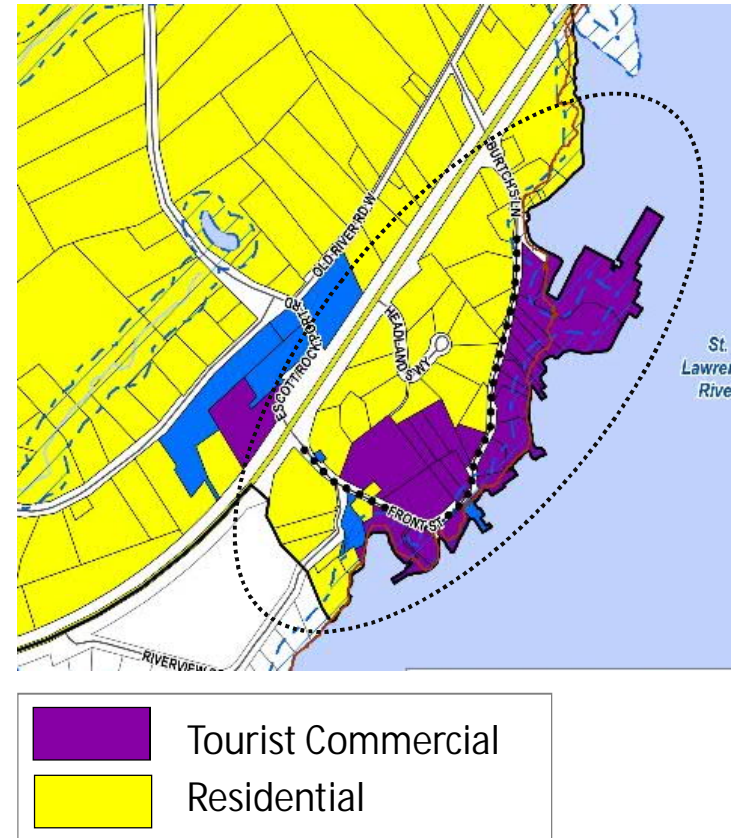 BURTCH'S LN
OLD RIVER RD W
ESCOTT/ROCKPORT RD
HEADLAND
S WY
St.
Lawren
Rive
FRONT ST
RIVERVIEW
Tourist Commercial
Residential